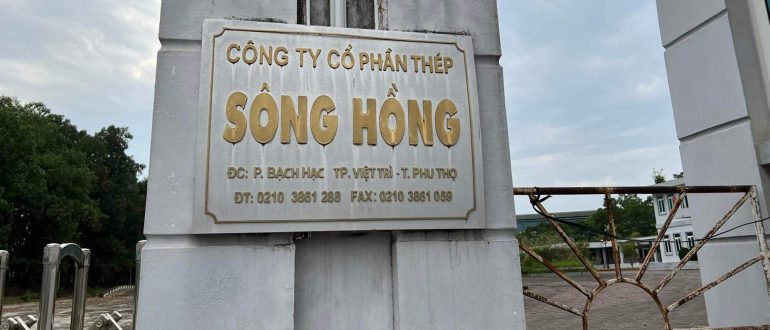 CÔNG TY CỔ PHẦN THÉP
SÔNG HỒNG
ĐC: P. BẠCH HẠC TP. VIỆT TRÌ - T. PHU THỌ
ĐT: 0210 3861 288 FAX: 0210 3861 059